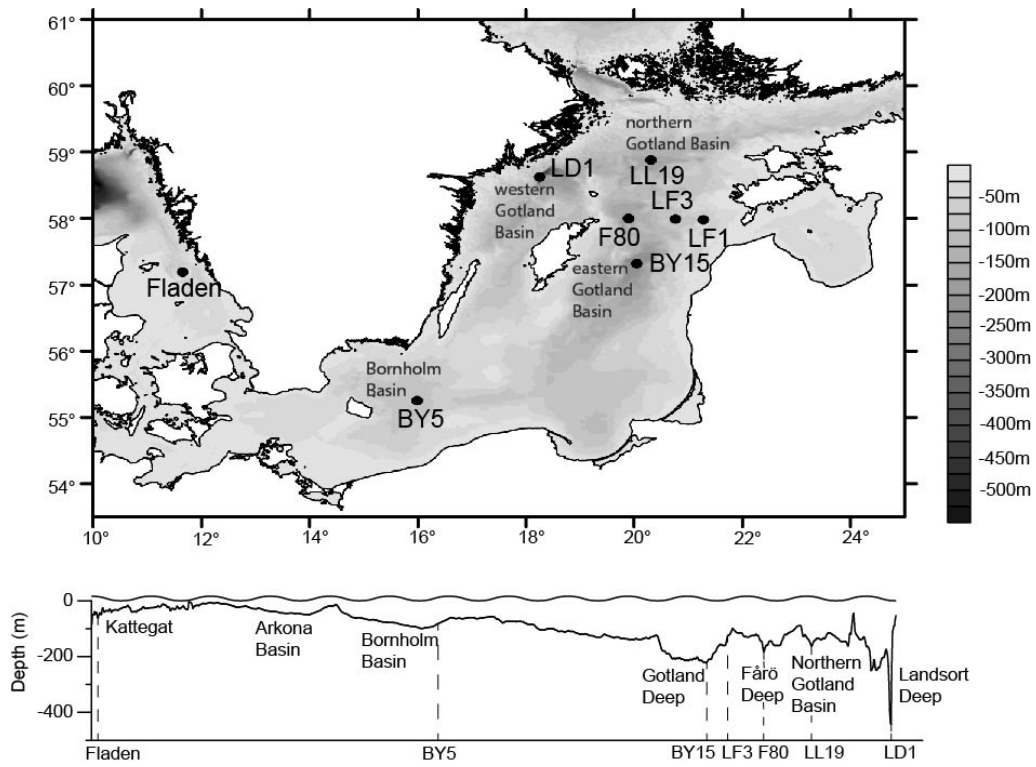 61°
60°
59°
58°
57°
56°
55°
54°
10°
12°
14°
16°
18°
20°
22°
24°
northern
Gotland Basin
LD1
LL19
western
Gotland
Basin
LF3
F80
LF1
BY15
eastern
Gotland
Basin
Fladen
Bornholm
Basin
BY5
-50m
-100m
-150m
-200m
-250m
-300m
-350m
-400m
-450m
-500m
Depth (m)
0
-200
-400
Kattegat
Arkona
Basin
Bornholm
Basin
Gotland
Deep
Fårö
Deep
Northern
Gotland
Basin
Landsort
Deep
Fladen
BY5
BY15
LF3
F80
LL19
LD1